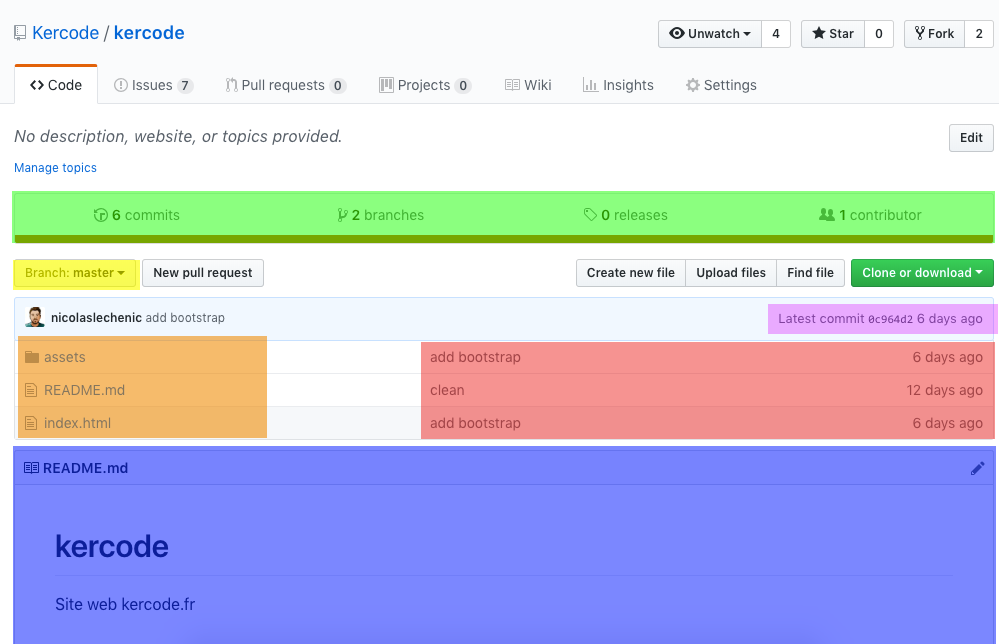 Kercode / kercode
Unwatch 4 Star 0 Fork 2
Code Issues 7 Pull requests 0 Projects 0 Wiki Insights Settings
No description, website, or topics provided. Edit
Manage topics
6 commits 2 branches 0 releases 1 contributor
Branch: master New pull request Create new file Upload files Find file Clone or download
nicolaslechenic add bootstrap Latest commit 0c964d2 6 days ago
assets add bootstrap 6 days ago
README.md clean 12 days ago
index.html add bootstrap 6 days ago
README.md
kercode
Site web kercode.fr